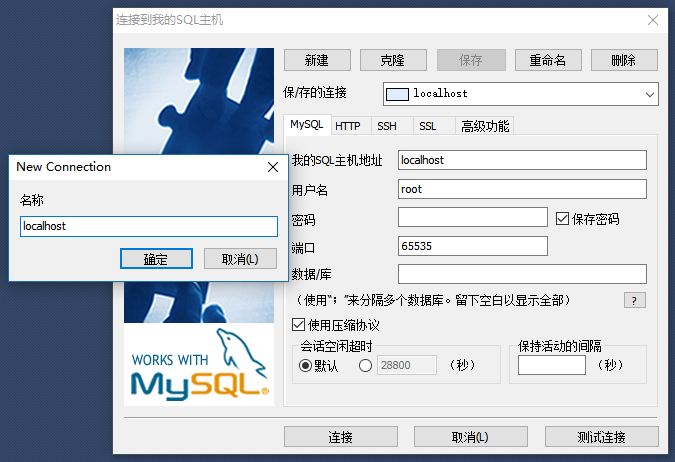 连接到我的SQL主机
新建 克隆 保存 重命名 删除
保/存的连接 localhost
MySQL HTTP SSH SSL 高级功能
我的SQL主机地址 localhost
用户名 root
密码 保存密码
端口 65535
数据/库
（使用“；”来分隔多个数据库。留下空白以显示全部） ?
使用压缩协议
会话空闲超时 保持活动的间隔
默认 28800 （秒） （秒）
连接 取消(L) 测试连接
New Connection
名称
localhost
确定 取消(L)
WORKS WITH
MySQL®